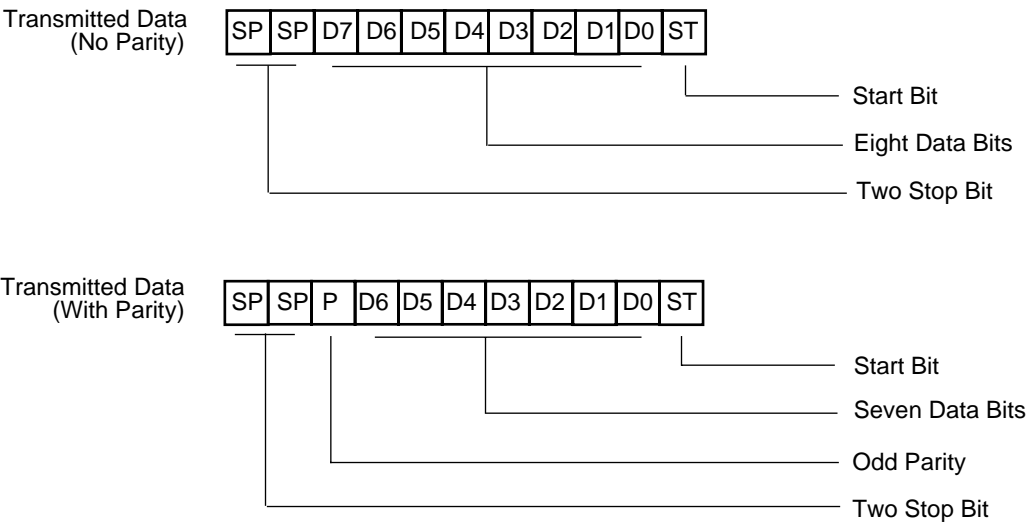 Transmitted Data
(No Parity)
SP SP D7 D6 D5 D4 D3 D2 D1 D0 ST
Start Bit
Eight Data Bits
Two Stop Bit
Transmitted Data
(With Parity)
SP SP P D6 D5 D4 D3 D2 D1 D0 ST
Start Bit
Seven Data Bits
Odd Parity
Two Stop Bit